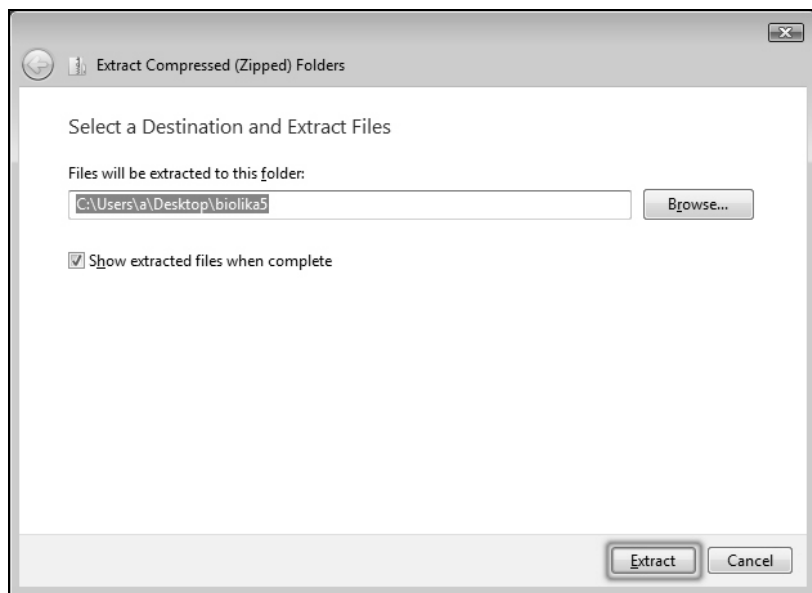 Extract Compressed (Zipped) Folders
Select a Destination and Extract Files
Files will be extracted to this folder:
C:\Users\a\Desktop\biolika5
Browse...
Show extracted files when complete
Extract
Cancel